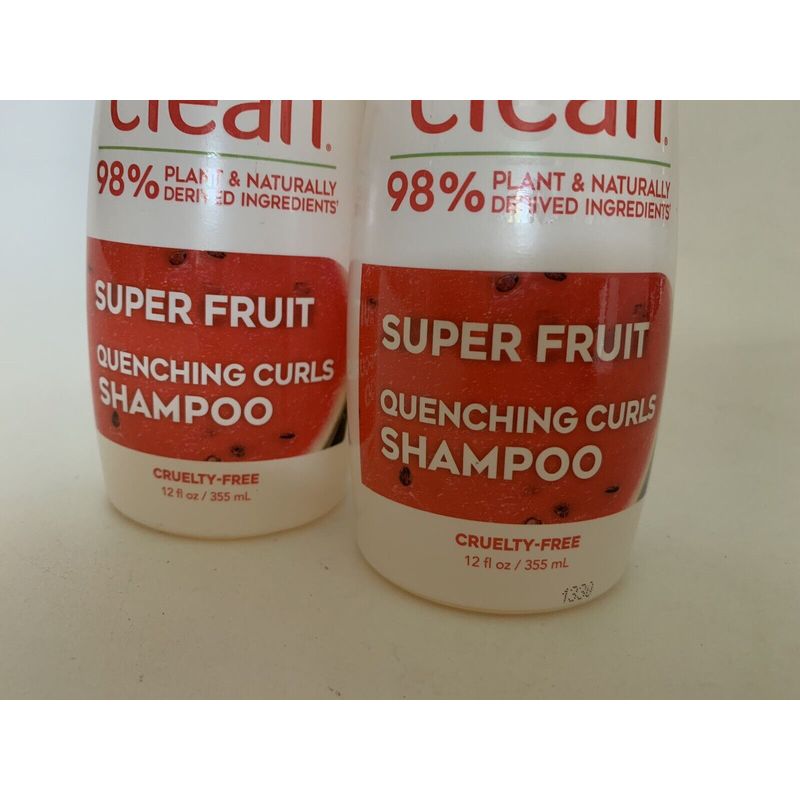 clean®
98% PLANT & NATURALLY
DERIVED INGREDIENTS*
SUPER FRUIT
QUENCHING CURLS
SHAMPOO
CRUELTY-FREE
12 fl oz / 355 mL
clean®
98% PLANT & NATURALLY
DERIVED INGREDIENTS*
SUPER FRUIT
QUENCHING CURLS
SHAMPOO
CRUELTY-FREE
12 fl oz / 355 mL
1330